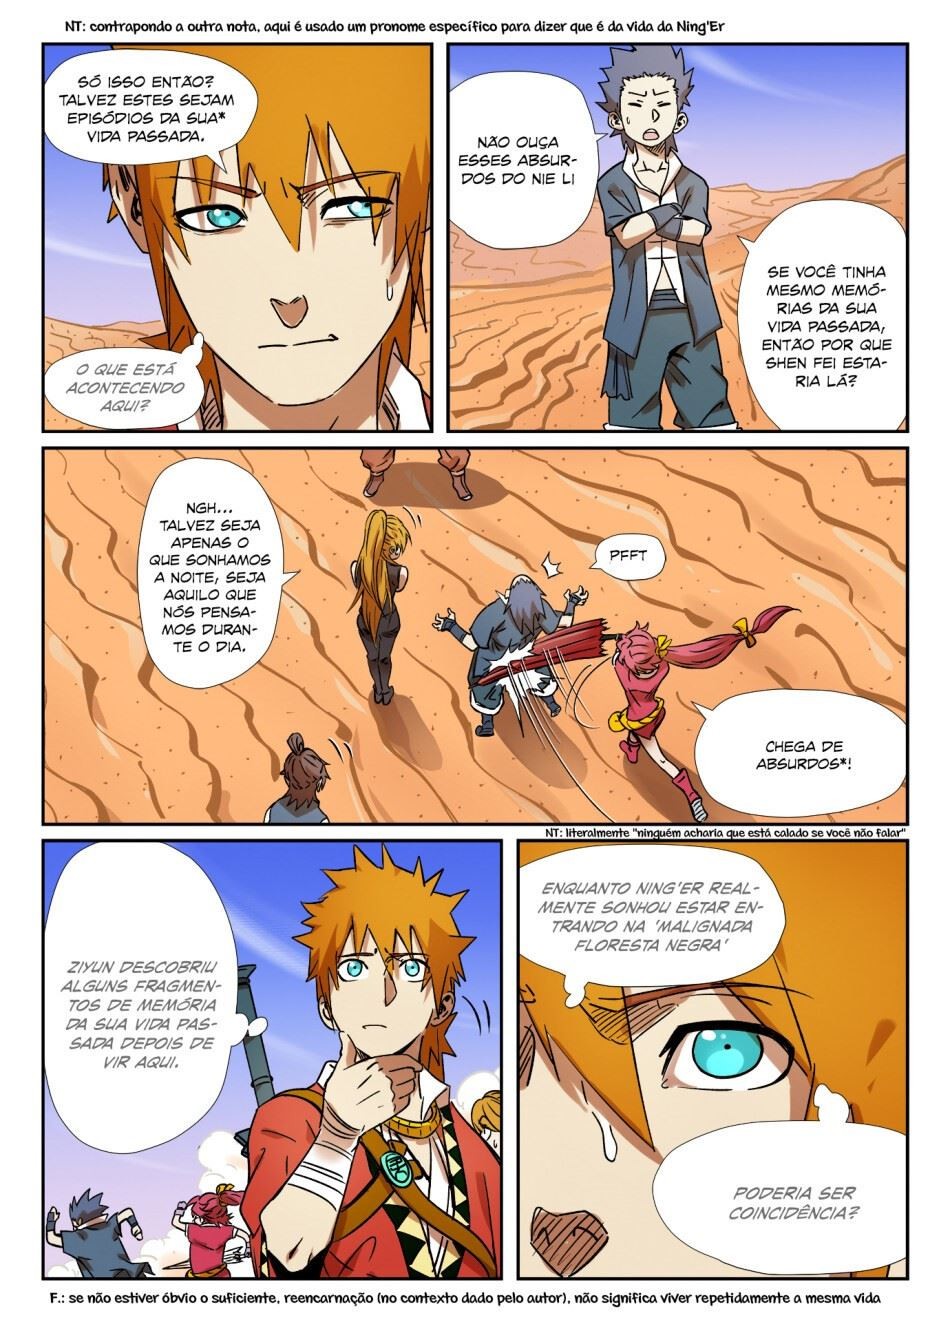 NT: contrapondo a outra nota, aqui é usado um pronome específico para dizer que é da vida da Ning'Er
SÓ ISSO ENTÃO?
TALVEZ ESTES SEJAM
EPISÓDIOS DA SUA*
VIDA PASSADA.
O QUE ESTÁ
ACONTECENDO
AQUI?
NÃO OUÇA
ESSES ABSUR-
DOS DO NIE LI
SE VOCÊ TINHA
MESMO MEMÓ-
RIAS DA SUA
VIDA PASSADA,
ENTÃO POR QUE
SHEN FEI ESTA-
RIA LÁ?
NGH...
TALVEZ SEJA
APENAS O
QUE SONHAMOS
A NOITE, SEJA
AQUILO QUE
NÓS PENSA-
MOS DURAN-
TE O DIA.
PFFT
CHEGA DE
ABSURDOS*!
NT: literalmente "ninguém acharia que está calado se você não falar"
ZIYUN DESCOBRIU
ALGUNS FRAGMEN-
TOS DE MEMÓRIA
DA SUA VIDA PAS-
SADA DEPOIS DE
VIR AQUI.
ENQUANTO NING'ER REAL-
MENTE SONHOU ESTAR EN-
TRANDO NA 'MALIGNADA
FLORESTA NEGRA'
PODERIA SER
COINCIDÊNCIA?
F.: se não estiver óbvio o suficiente, reencarnação (no contexto dado pelo autor), não significa viver repetidamente a mesma vida